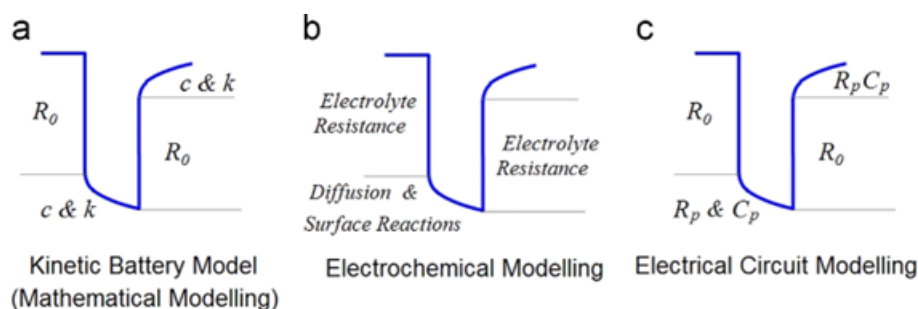 a
c & k
R0
R0
c & k
Kinetic Battery Model
(Mathematical Modelling)
b
Electrolyte
Resistance
Electrolyte
Resistance
Diffusion &
Surface Reactions
Electrochemical Modelling
c
RpCp
R0
R0
Rp & Cp
Electrical Circuit Modelling